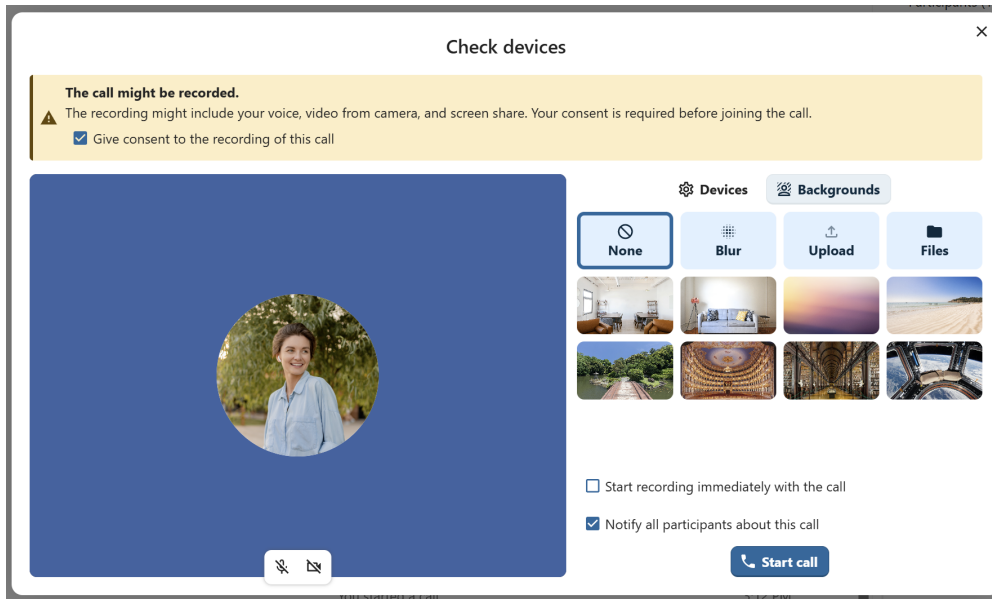 Check devices
The call might be recorded.
The recording might include your voice, video from camera, and screen share. Your consent is required before joining the call.
Give consent to the recording of this call
Devices
Backgrounds
None
Blur
Upload
Files
Start recording immediately with the call
Notify all participants about this call
Start call